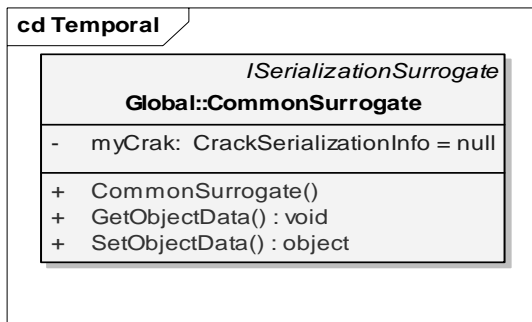 cd Temporal
ISerializationSurrogate
Global::CommonSurrogate
- myCrak: CrackSerializationInfo = null
+ CommonSurrogate()
+ GetObjectData() : void
+ SetObjectData() : object